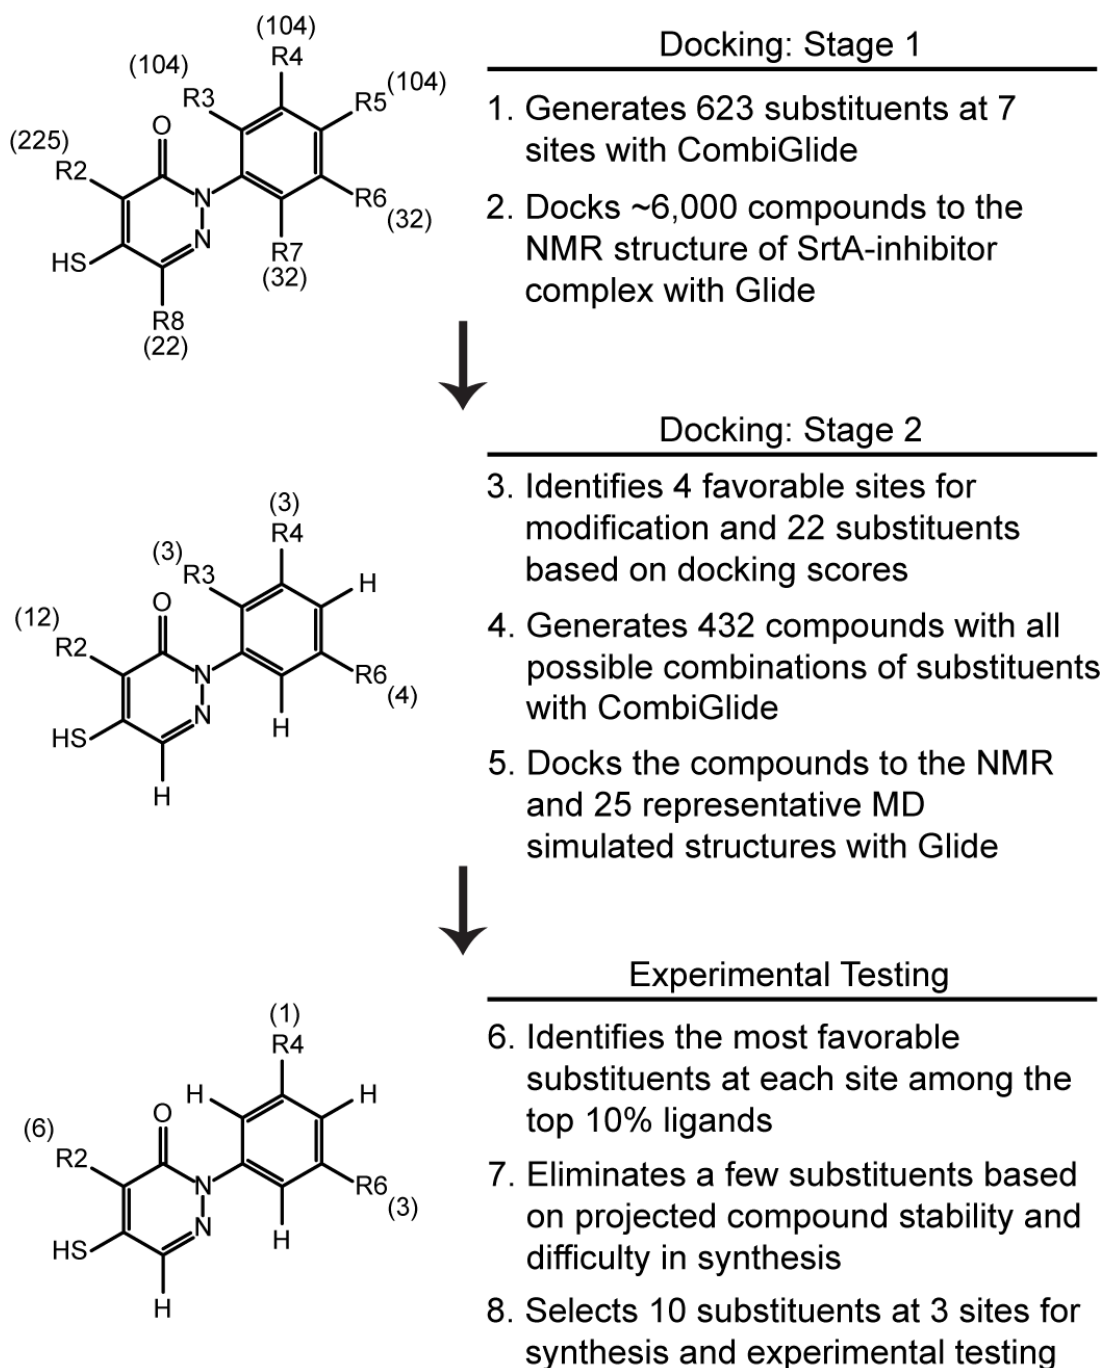 (104)
R4
(104)
R3
R5 (104)
O
(225)
R2
N
R6
(32)
N
HS
R7
(32)
R8
(22)
Docking: Stage 1
1. Generates 623 substituents at 7
sites with CombiGlide
2. Docks ~6,000 compounds to the
NMR structure of SrtA-inhibitor
complex with Glide
(3)
R4
(3)
R3
H
O
(12)
R2
N
R6
(4)
N
HS
H
H
Docking: Stage 2
3. Identifies 4 favorable sites for
modification and 22 substituents
based on docking scores
4. Generates 432 compounds with all
possible combinations of substituents
with CombiGlide
5. Docks the compounds to the NMR
and 25 representative MD
simulated structures with Glide
(1)
R4
H
H
O
(6)
R2
N
R6
(3)
N
HS
H
H
Experimental Testing
6. Identifies the most favorable
substituents at each site among the
top 10% ligands
7. Eliminates a few substituents based
on projected compound stability and
difficulty in synthesis
8. Selects 10 substituents at 3 sites for
synthesis and experimental testing